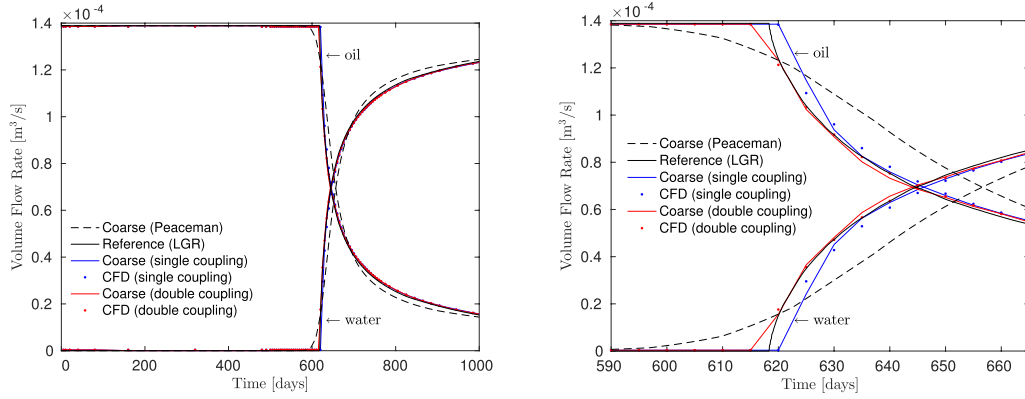 ×10⁻⁴
1.4
1.2
1
0.8
0.6
0.4
0.2
0
Volume Flow Rate [m³/s]
← oil
Coarse (Peaceman)
Reference (LGR)
Coarse (single coupling)
CFD (single coupling)
Coarse (double coupling)
CFD (double coupling)
← water
0 200 400 600 800 1000
Time [days]
×10⁻⁴
1.4
1.2
1
0.8
0.6
0.4
0.2
0
Volume Flow Rate [m³/s]
← oil
Coarse (Peaceman)
Reference (LGR)
Coarse (single coupling)
CFD (single coupling)
Coarse (double coupling)
CFD (double coupling)
← water
590 600 610 620 630 640 650 660
Time [days]